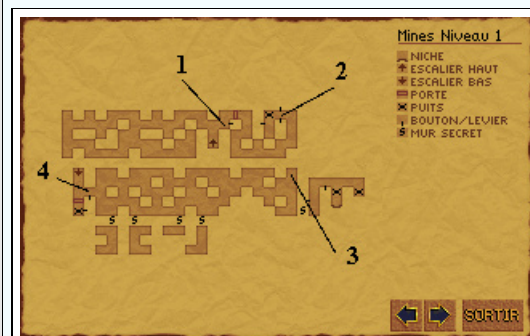 Mines Niveau 1
NICHE
ESCALIER HAUT
ESCALIER BAS
PORTE
PUITS
BOUTON/LEVIER
S MUR SECRET
1
2
4
3
S
S S S S
SORTIR